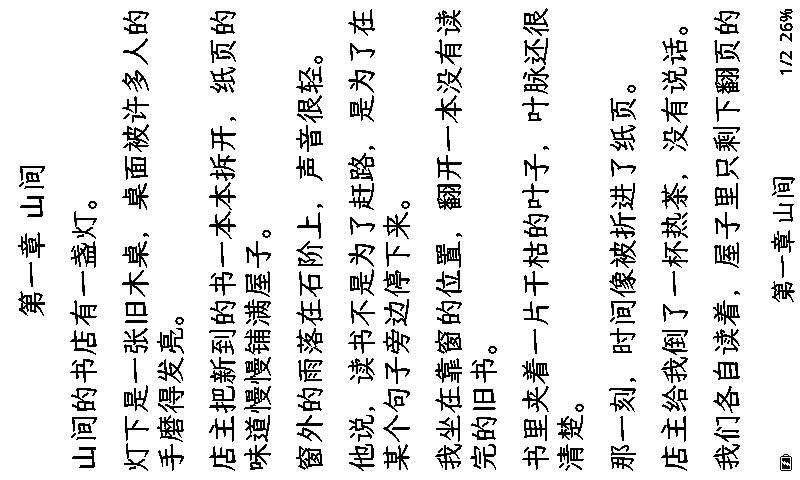 第一章 山间
山间的书店有一盏灯。
灯下是一张旧木桌，桌面被许多人的
手磨得发亮。
店主把新到的书一本本拆开，纸页的
味道慢慢铺满屋子。
窗外的雨落在石阶上，声音很轻。
他说，读书不是为了赶路，是为了在
某个句子旁边停下来。
我坐在靠窗的位置，翻开一本没有读
完的旧书。
书里夹着一片干枯的叶子，叶脉还很
清楚。
那一刻，时间像被折进了纸页。
店主给我倒了一杯热茶，没有说话。
我们各自读着，屋子里只剩下翻页的
第一章 山间
1/2 26%